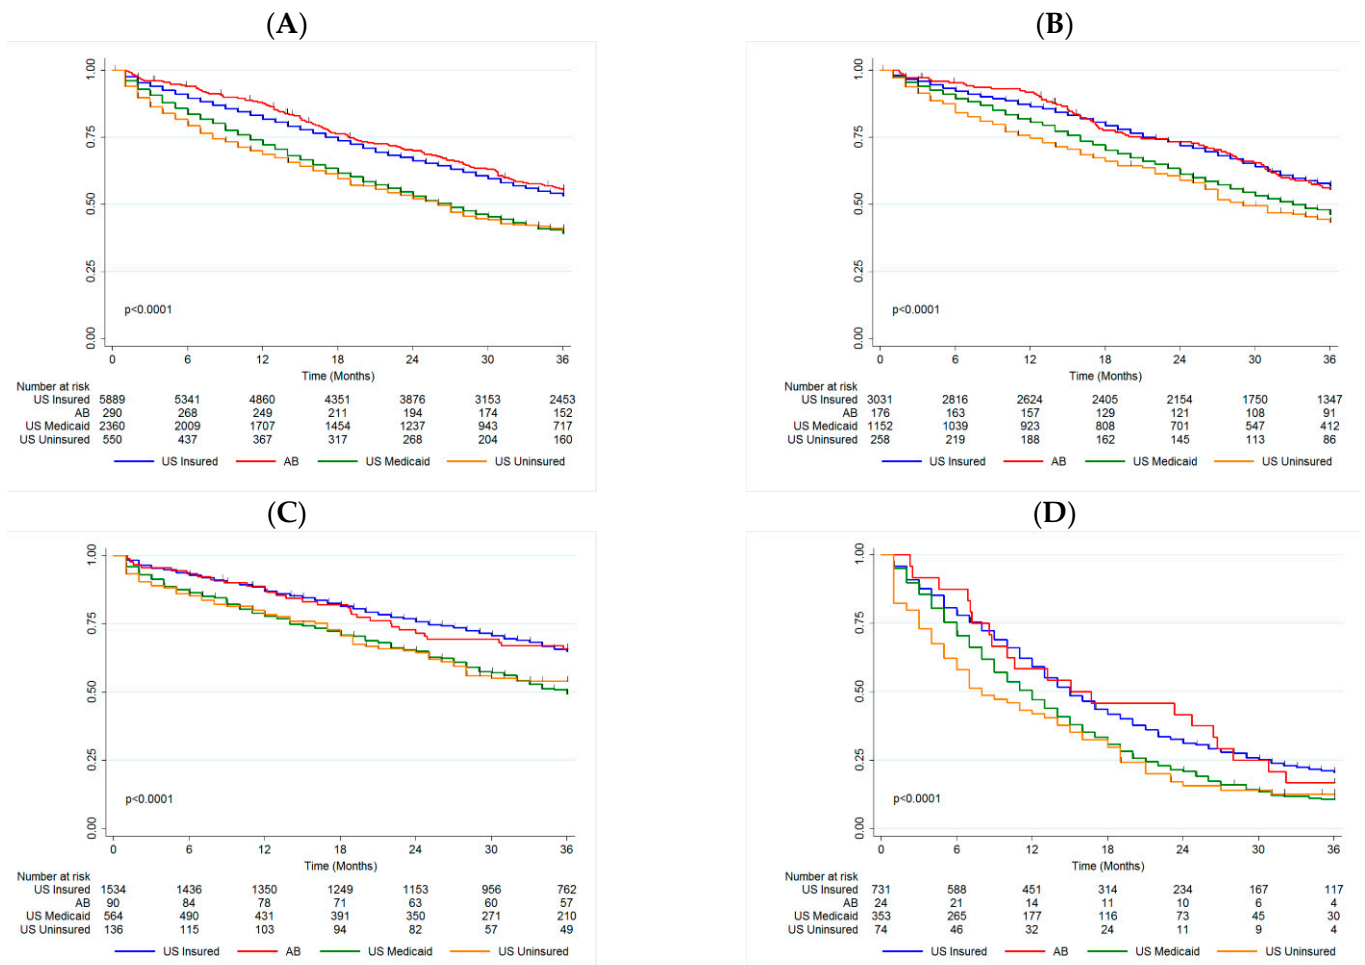 (A)
1.00
0.75
0.50
0.25
0.00
p<0.0001
0 6 12 18 24 30 36
Time (Months)
Number at risk
US Insured 5889 5341 4860 4351 3876 3153 2453
AB 290 268 249 211 194 174 152
US Medicaid 2360 2009 1707 1454 1237 943 717
US Uninsured 550 437 367 317 268 204 160
US Insured AB US Medicaid US Uninsured
(B)
1.00
0.75
0.50
0.25
0.00
p<0.0001
0 6 12 18 24 30 36
Time (Months)
Number at risk
US Insured 3031 2816 2624 2405 2154 1750 1347
AB 176 163 157 129 121 108 91
US Medicaid 1152 1039 923 808 701 547 412
US Uninsured 258 219 188 162 145 113 86
US Insured AB US Medicaid US Uninsured
(C)
1.00
0.75
0.50
0.25
0.00
p<0.0001
0 6 12 18 24 30 36
Time (Months)
Number at risk
US Insured 1534 1436 1350 1249 1153 956 762
AB 90 84 78 71 63 60 57
US Medicaid 564 490 431 391 350 271 210
US Uninsured 136 115 103 94 82 57 49
US Insured AB US Medicaid US Uninsured
(D)
1.00
0.75
0.50
0.25
0.00
p<0.0001
0 6 12 18 24 30 36
Time (Months)
Number at risk
US Insured 731 588 451 314 234 167 117
AB 24 21 14 11 10 6 4
US Medicaid 353 265 177 116 73 45 30
US Uninsured 74 46 32 24 11 9 4
US Insured AB US Medicaid US Uninsured